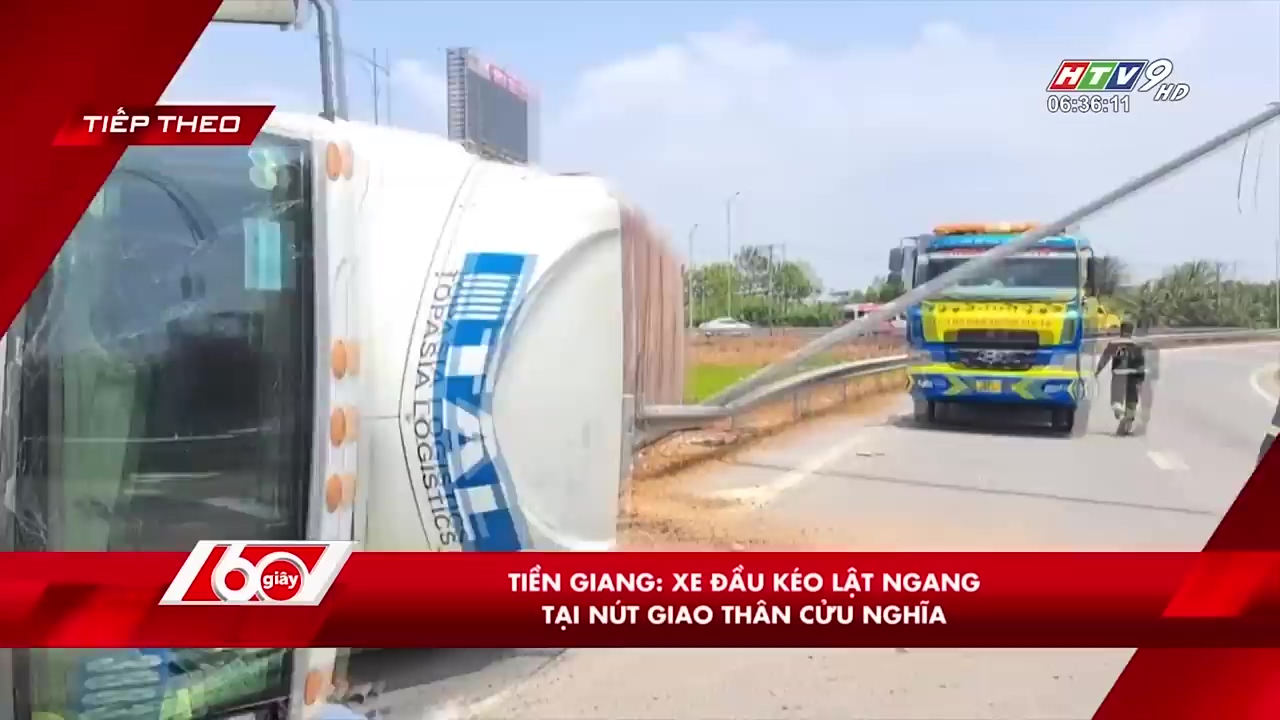 HTV9 HD
06:36:11
TIẾP THEO
TAL
TOPASIA LOGISTICS
60 giây
TIỀN GIANG: XE ĐẦU KÉO LẬT NGANG
TẠI NÚT GIAO THÂN CỬU NGHĨA